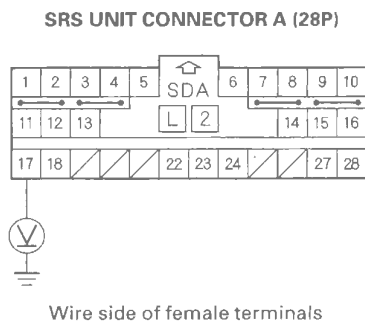 SRS UNIT CONNECTOR A (28P)
1 2 3 4 5 6 7 8 9 10
SDA
11 12 13 L 2 14 15 16
17 18 22 23 24 27 28
V
Wire side of female terminals